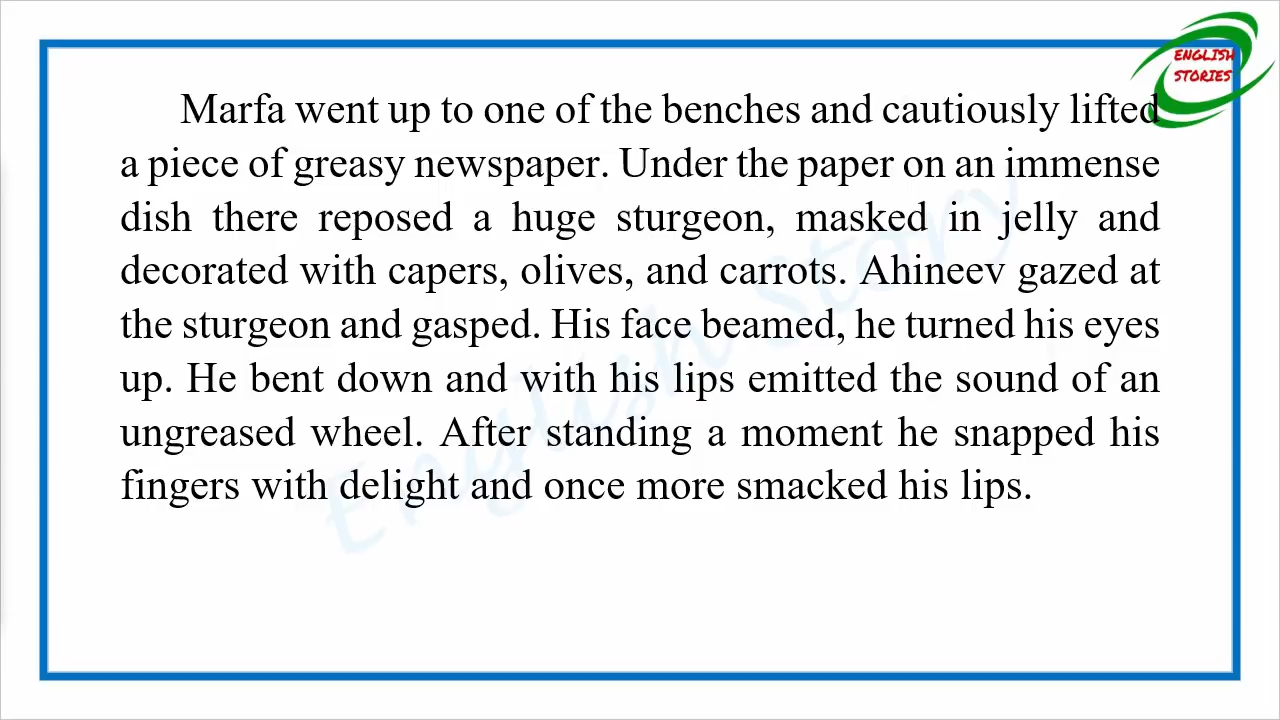 ENGLISH
STORIES
Marfa went up to one of the benches and cautiously lifted
a piece of greasy newspaper. Under the paper on an immense
dish there reposed a huge sturgeon, masked in jelly and
decorated with capers, olives, and carrots. Ahineev gazed at
the sturgeon and gasped. His face beamed, he turned his eyes
up. He bent down and with his lips emitted the sound of an
ungreased wheel. After standing a moment he snapped his
fingers with delight and once more smacked his lips.
English Story